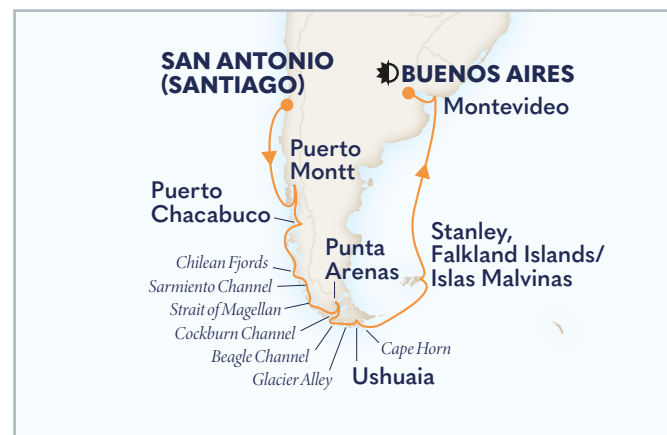 SAN ANTONIO
(SANTIAGO)
BUENOS AIRES
Montevideo
Puerto
Montt
Puerto
Chacabuco
Stanley,
Falkland Islands/
Islas Malvinas
Punta
Arenas
Chilean Fjords
Sarmiento Channel
Strait of Magellan
Cockburn Channel
Beagle Channel
Glacier Alley
Cape Horn
Ushuaia